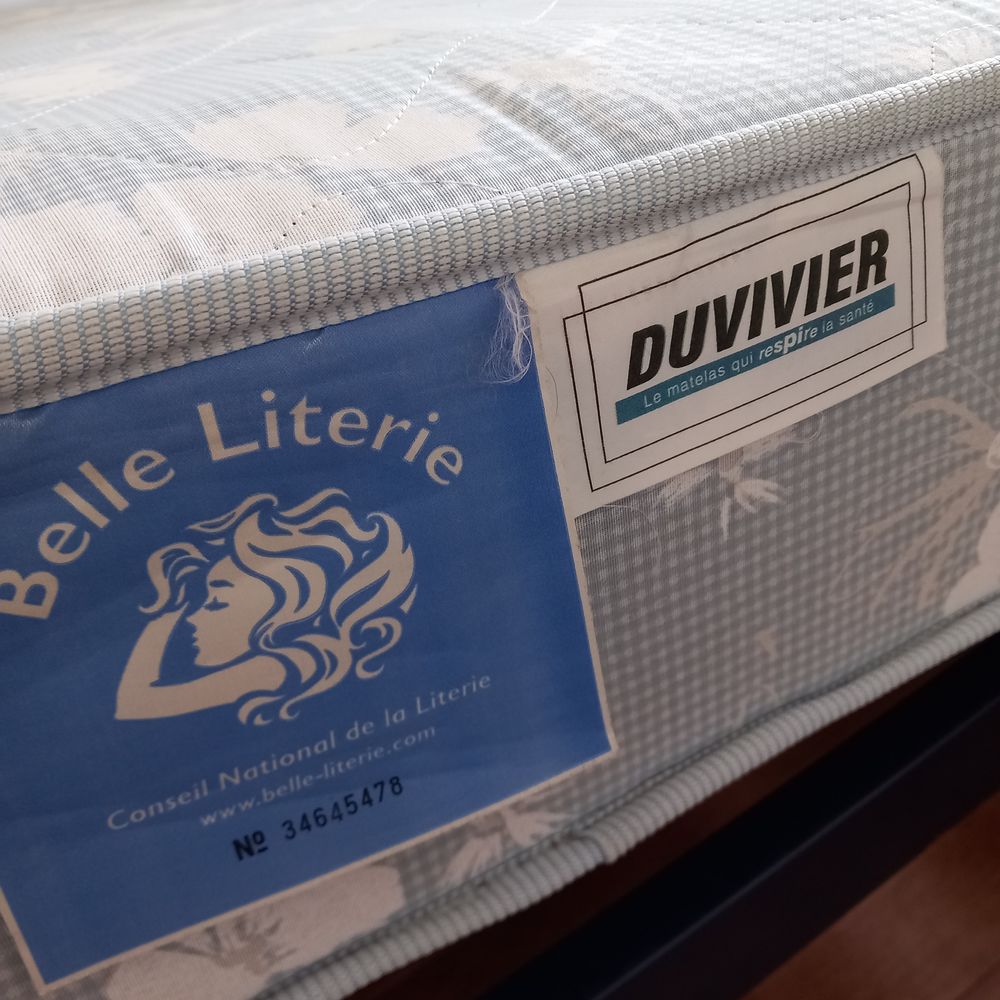 Belle Literie
Conseil National de la Literie
www.belle-literie.com
Nº 34645478
DUVIVIER
Le matelas qui respire la santé